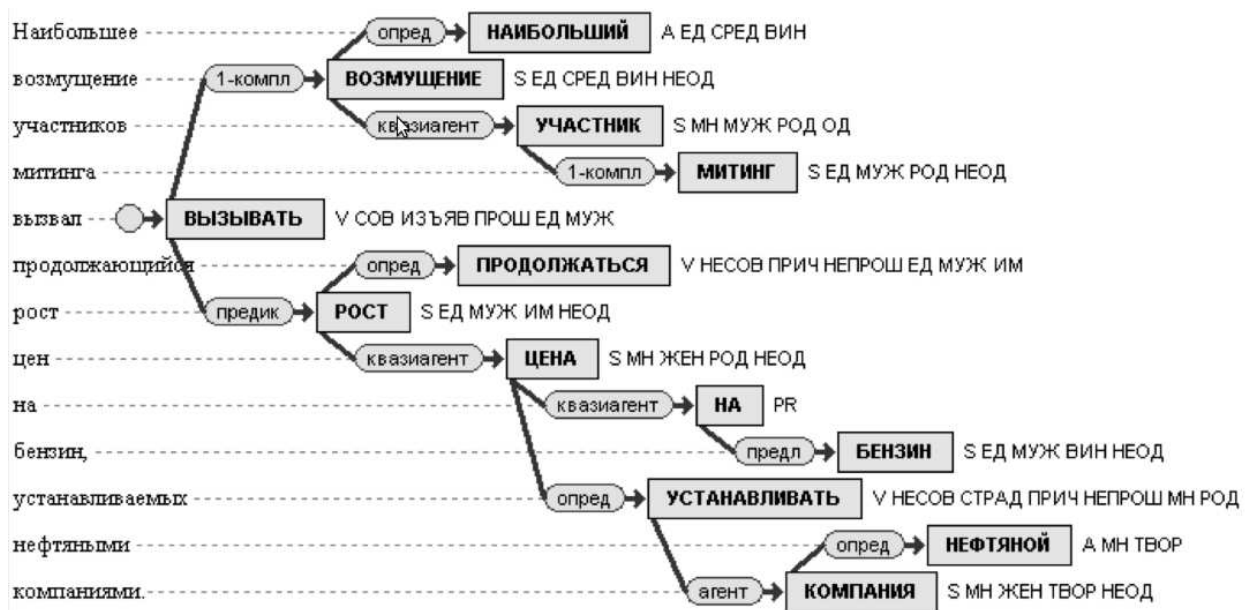 Наибольшее опред НАИБОЛЬШИЙ А ЕД СРЕД ВИН
возмущение 1-компл ВОЗМУЩЕНИЕ S ЕД СРЕД ВИН НЕОД
участников квазиагент УЧАСТНИК S МН МУЖ РОД ОД
митинга 1-компл МИТИНГ S ЕД МУЖ РОД НЕОД
вызвал ВЫЗЫВАТЬ V СОВ ИЗЪЯВ ПРОШ ЕД МУЖ
продолжающийся опред ПРОДОЛЖАТЬСЯ V НЕСОВ ПРИЧ НЕПРОШ ЕД МУЖ ИМ
рост предик РОСТ S ЕД МУЖ ИМ НЕОД
цен квазиагент ЦЕНА S МН ЖЕН РОД НЕОД
на квазиагент НА PR
бензин, предл БЕНЗИН S ЕД МУЖ ВИН НЕОД
устанавливаемых опред УСТАНАВЛИВАТЬ V НЕСОВ СТРАД ПРИЧ НЕПРОШ МН РОД
нефтяными опред НЕФТЯНОЙ А МН ТВОР
компаниями. агент КОМПАНИЯ S МН ЖЕН ТВОР НЕОД